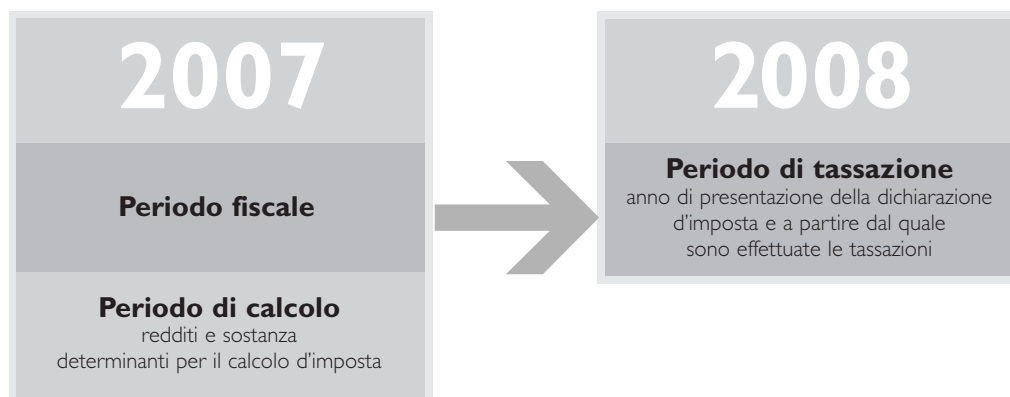 2007
Periodo fiscale
Periodo di calcolo
redditi e sostanza
determinanti per il calcolo d'imposta
2008
Periodo di tassazione
anno di presentazione della dichiarazione
d'imposta e a partire dal quale
sono effettuate le tassazioni